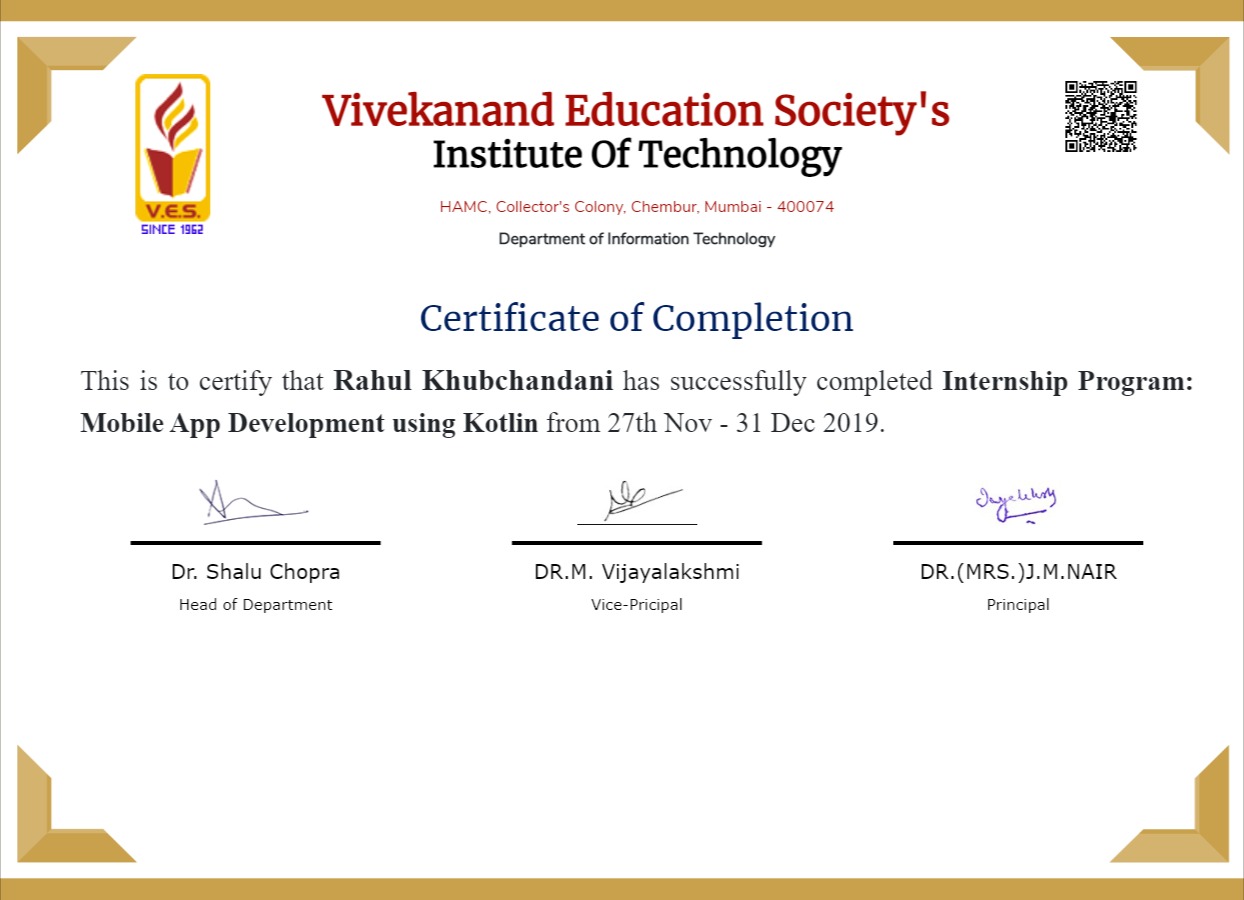 V.E.S.
SINCE 1962
Vivekanand Education Society's
Institute Of Technology
HAMC, Collector's Colony, Chembur, Mumbai - 400074
Department of Information Technology
Certificate of Completion
This is to certify that Rahul Khubchandani has successfully completed Internship Program:
Mobile App Development using Kotlin from 27th Nov - 31 Dec 2019.
Dr. Shalu Chopra
Head of Department
DR.M. Vijayalakshmi
Vice-Pricipal
DR.(MRS.)J.M.NAIR
Principal